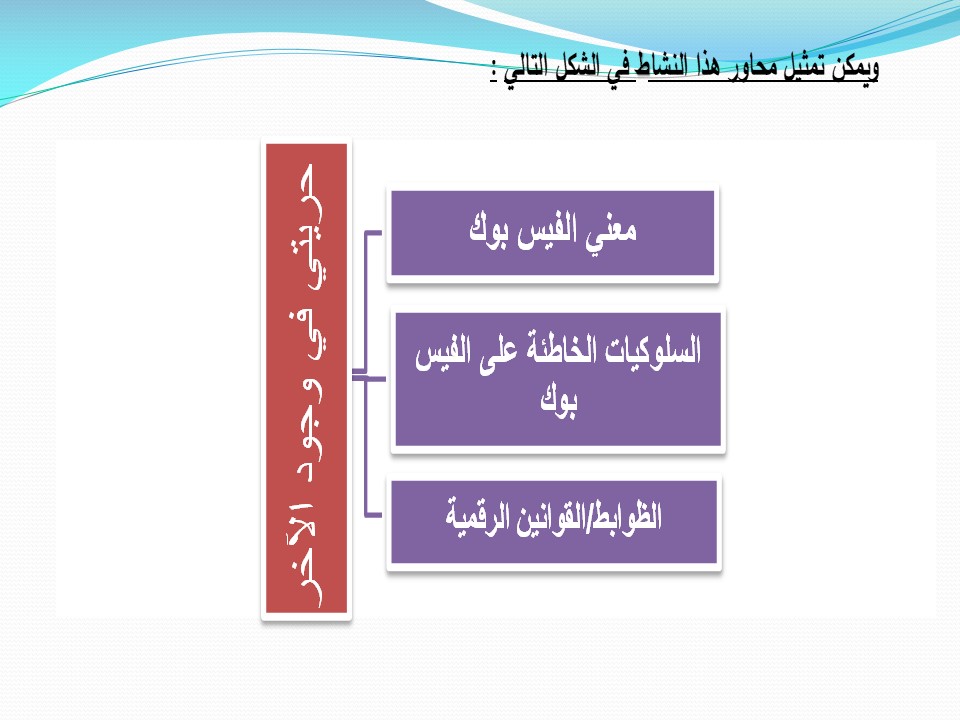 ويمكن تمثيل محاور هذا النشاط في الشكل التالي :
حريتي في وجود الآخر
معني الفيس بوك
السلوكيات الخاطئة على الفيس
بوك
الظوابط/القوانين الرقمية